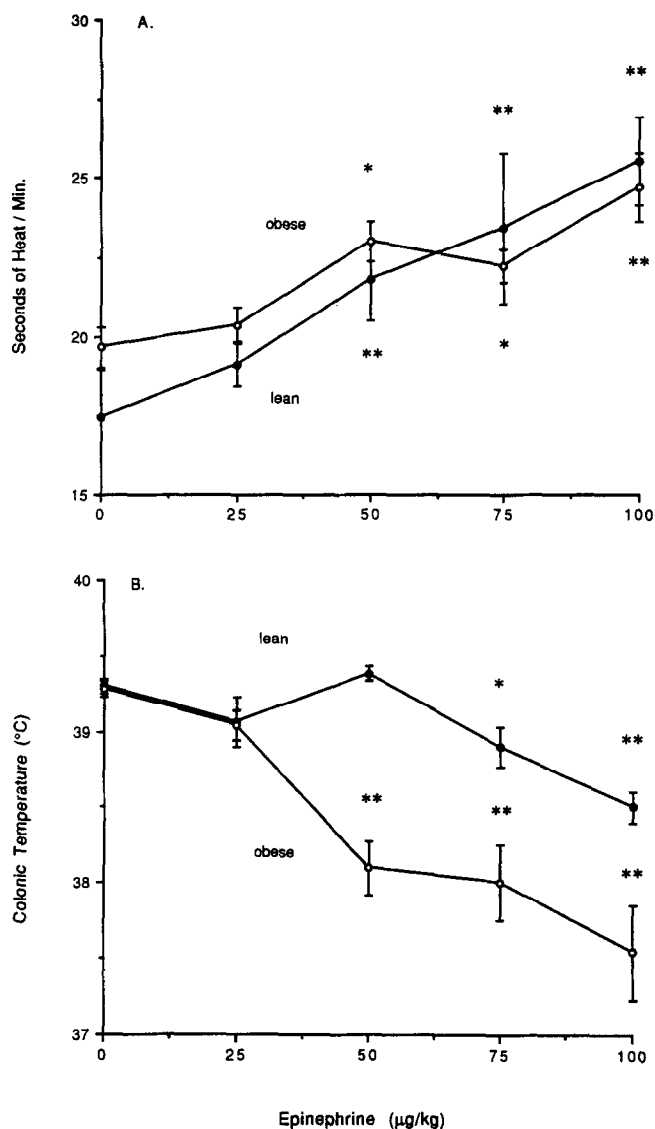 A.
30
25
20
15
Seconds of Heat / Min.
**
**
*
obese
**
**
*
lean
0 25 50 75 100
B.
40
39
38
37
Colonic Temperature (°C)
lean
*
**
** **
obese
**
0 25 50 75 100
Epinephrine (µg/kg)